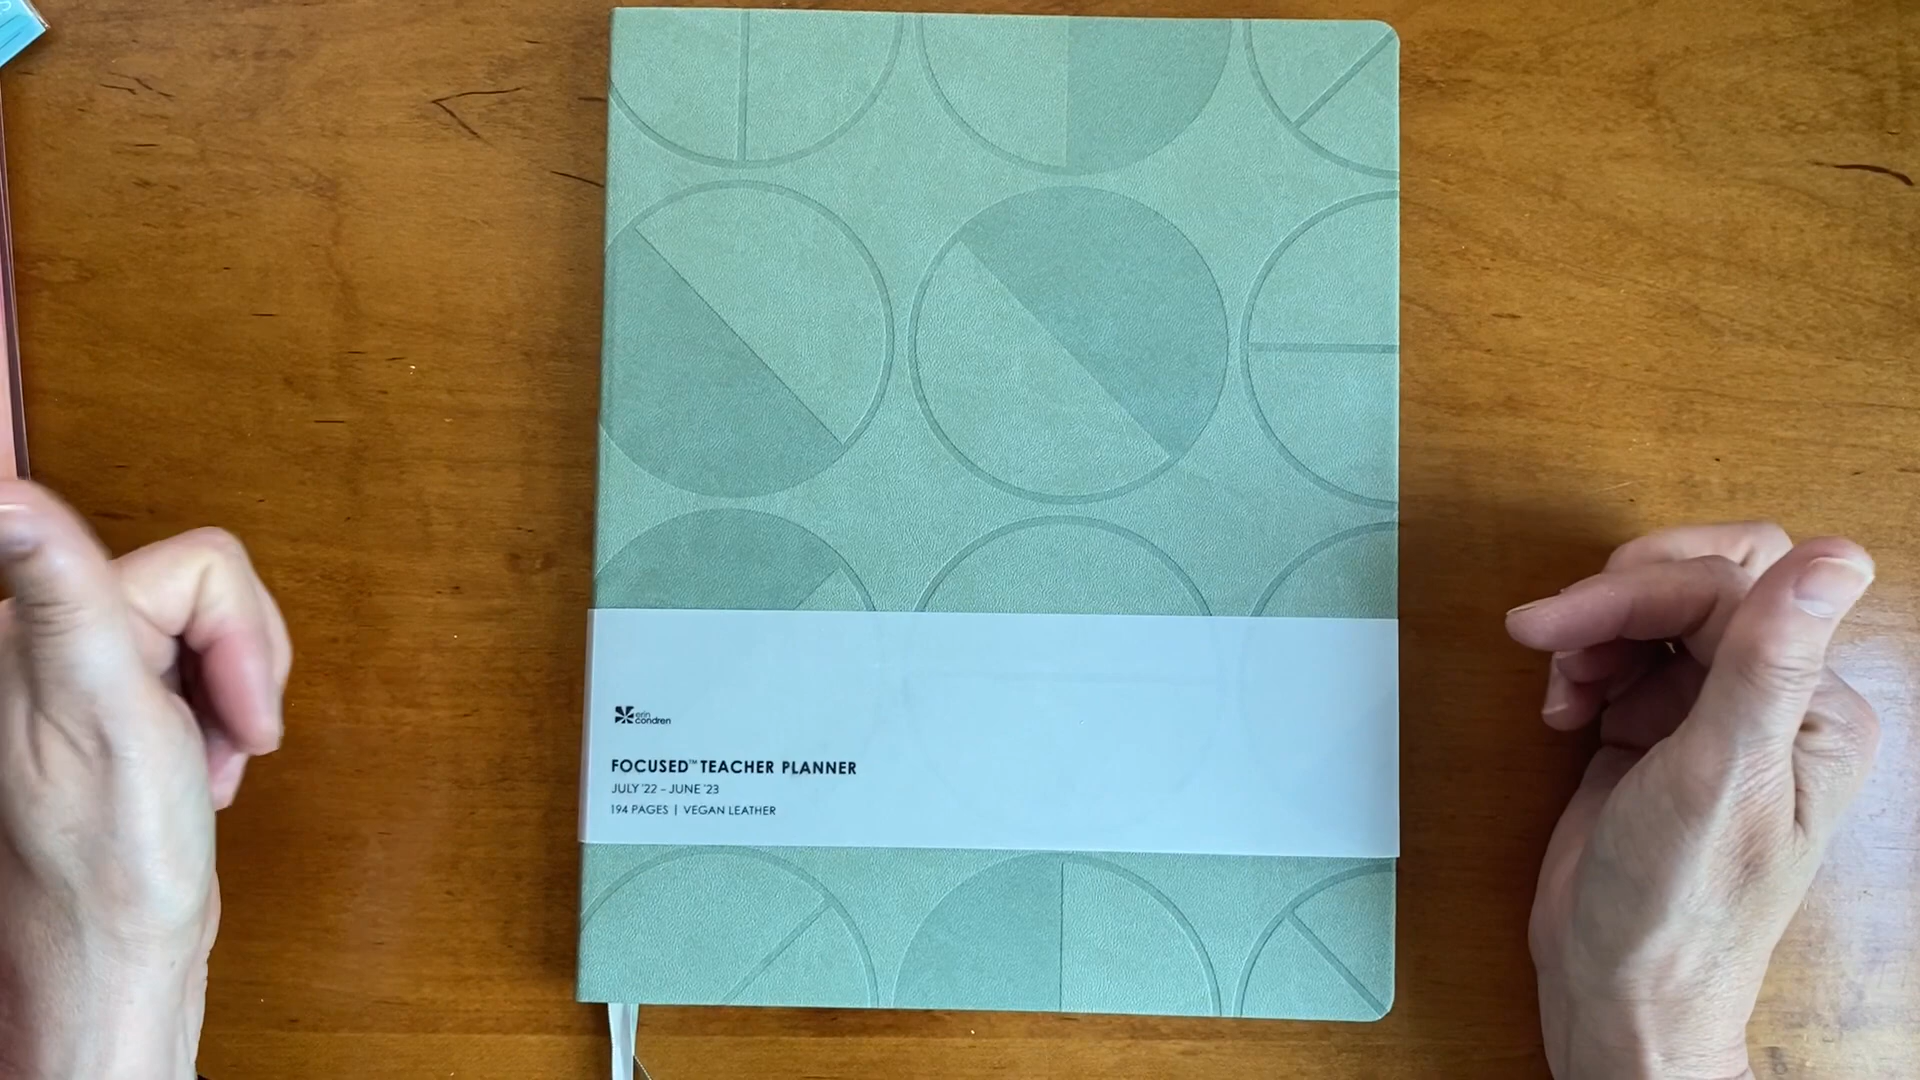 erin
condren
FOCUSED™ TEACHER PLANNER
JULY '22 – JUNE '23
194 PAGES | VEGAN LEATHER